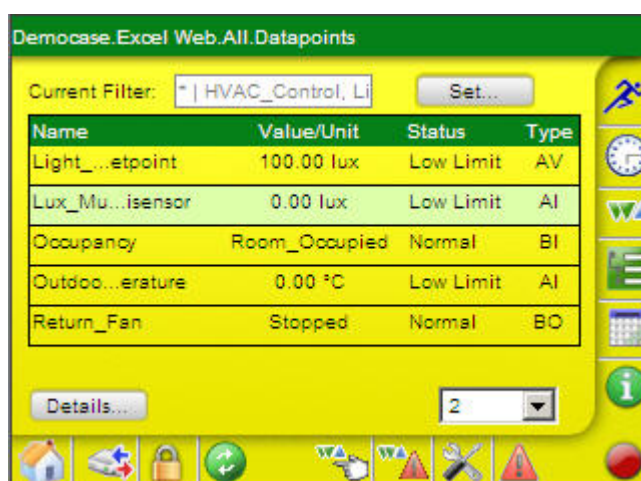 Democase.Excel Web.All.Datapoints
Current Filter: * | HVAC_Control, Li Set...
Name Value/Unit Status Type
Light_...etpoint 100.00 lux Low Limit AV
Lux_Mu...isensor 0.00 lux Low Limit AI
Occupancy Room_Occupied Normal BI
Outdoo...erature 0.00 °C Low Limit AI
Return_Fan Stopped Normal BO
Details... 2